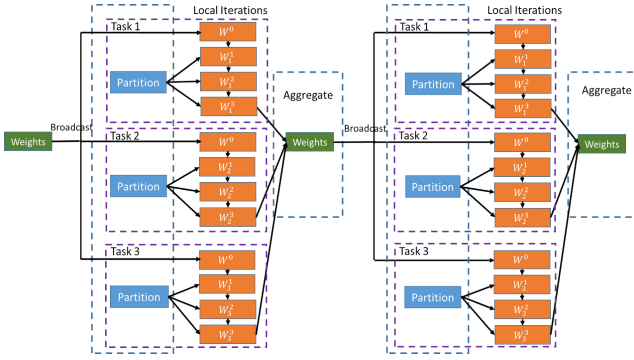 Local Iterations
Local Iterations
Task 1
W⁰
W₁¹
Partition
W₁²
W₁³
Aggregate
Weights
Broadcast
Task 2
W⁰
W₂¹
Partition
W₂²
W₂³
Weights
Task 3
W⁰
W₃¹
Partition
W₃²
W₃³
Broadcast
Task 1
W⁰
W₁¹
Partition
W₁²
W₁³
Aggregate
Task 2
W⁰
W₂¹
Partition
W₂²
W₂³
Weights
Task 3
W⁰
W₃¹
Partition
W₃²
W₃³